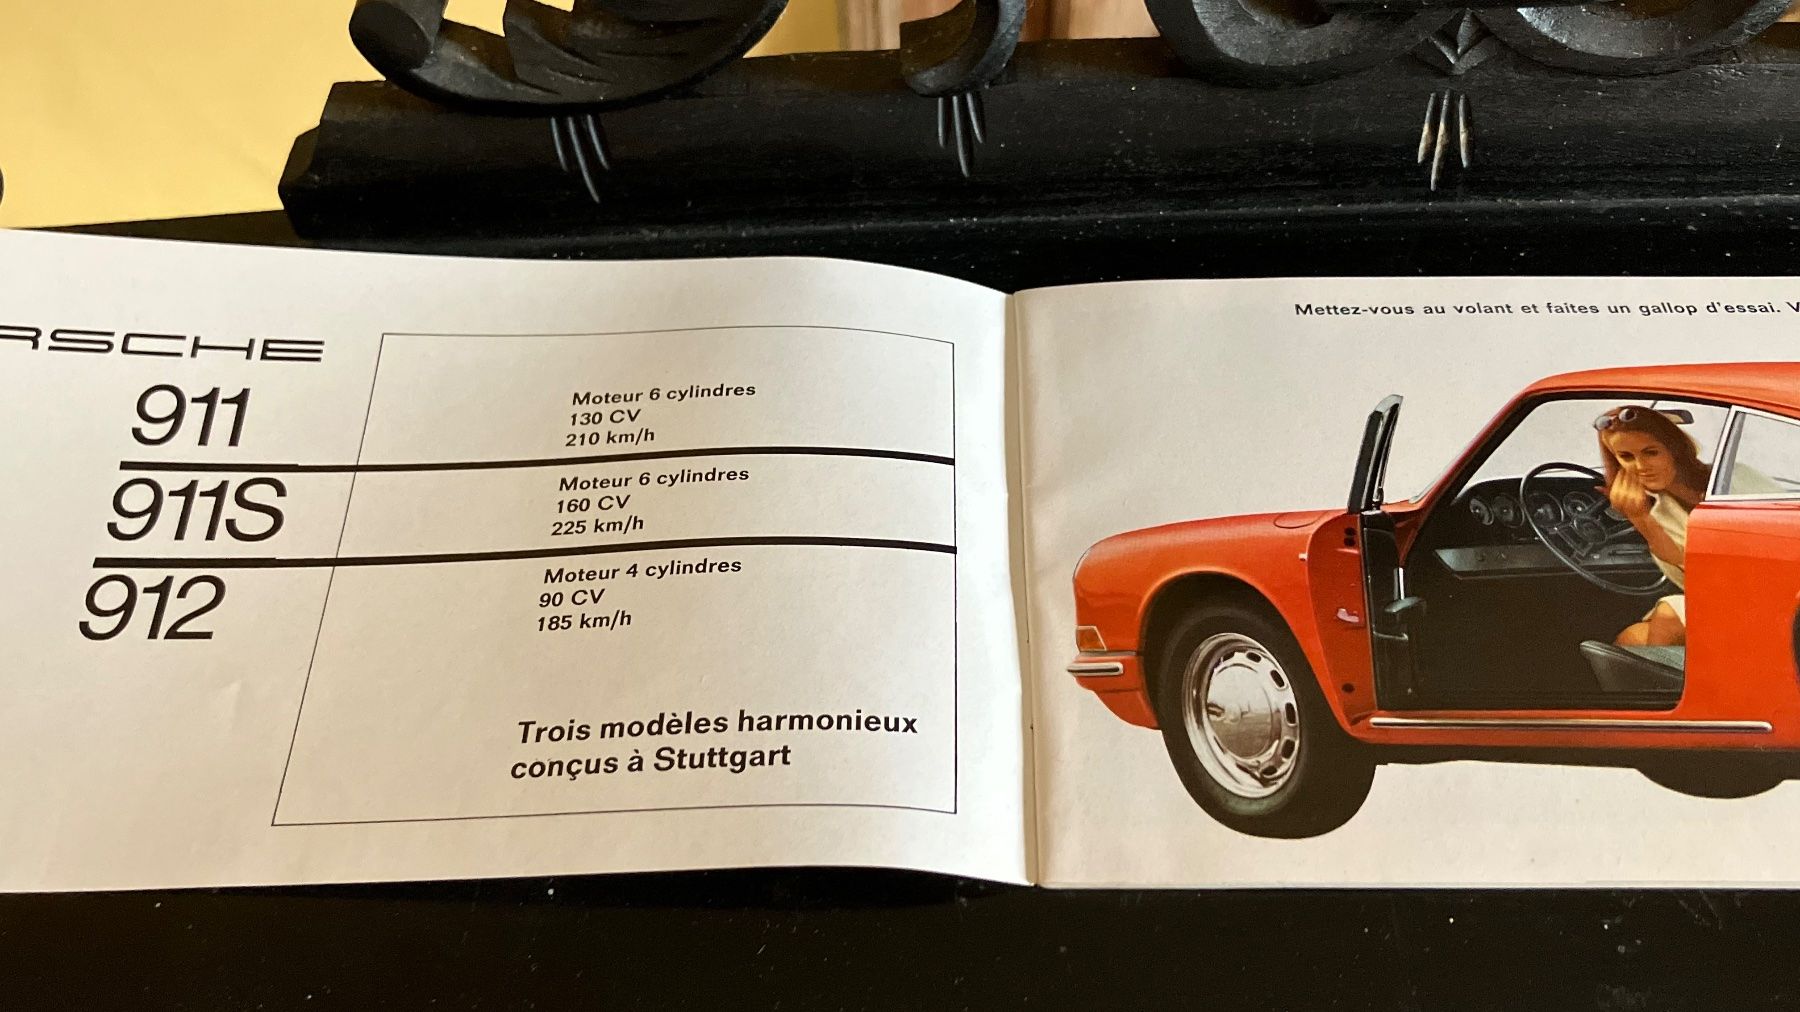 RSCHE
911
Moteur 6 cylindres
130 CV
210 km/h
911S
Moteur 6 cylindres
160 CV
225 km/h
912
Moteur 4 cylindres
90 CV
185 km/h
Trois modèles harmonieux
conçus à Stuttgart
Mettez-vous au volant et faites un gallop d'essai. V